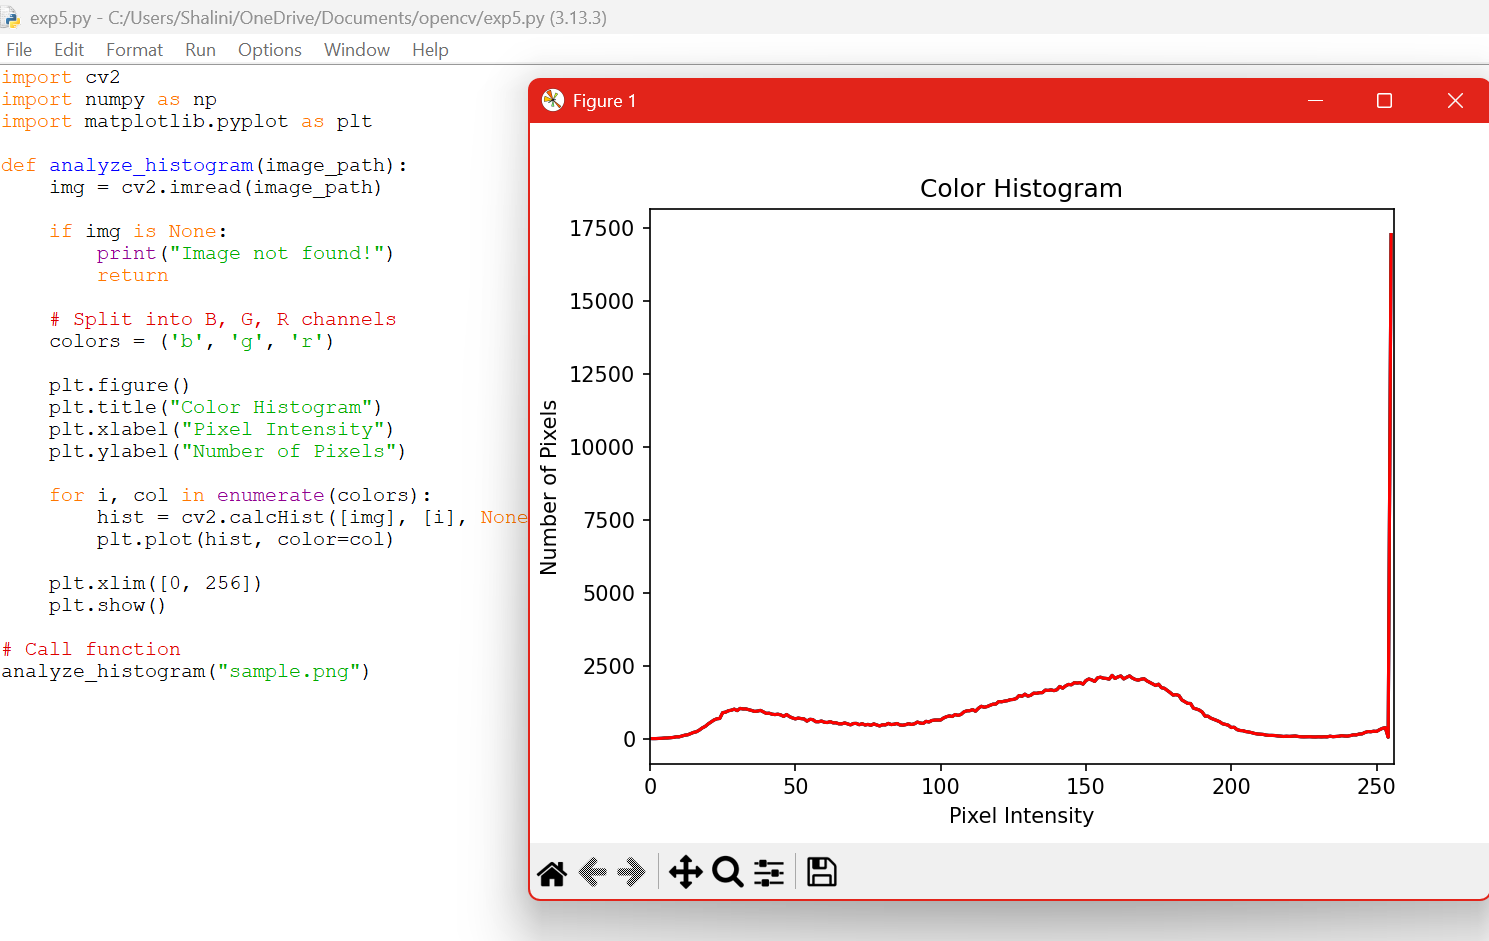 exp5.py - C:/Users/Shalini/OneDrive/Documents/opencv/exp5.py (3.13.3)
File Edit Format Run Options Window Help
import cv2
import numpy as np
import matplotlib.pyplot as plt
def analyze_histogram(image_path):
    img = cv2.imread(image_path)
    if img is None:
        print("Image not found!")
        return
    # Split into B, G, R channels
    colors = ('b', 'g', 'r')
    plt.figure()
    plt.title("Color Histogram")
    plt.xlabel("Pixel Intensity")
    plt.ylabel("Number of Pixels")
    for i, col in enumerate(colors):
        hist = cv2.calcHist([img], [i], None
        plt.plot(hist, color=col)
    plt.xlim([0, 256])
    plt.show()
# Call function
analyze_histogram("sample.png")
Figure 1
Color Histogram
Number of Pixels
17500
15000
12500
10000
7500
5000
2500
0
0 50 100 150 200 250
Pixel Intensity